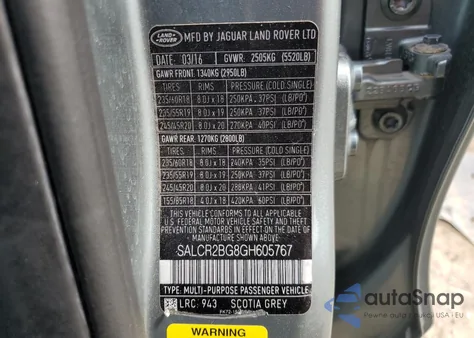 LAND-ROVER
MFD BY JAGUAR LAND ROVER LTD
DATE: 03/16 GVWR: 2505KG (5520LB)
GAWR FRONT: 1340KG (2950LB)
TIRES RIMS PRESSURE (COLD:SINGLE)
235/60R18 8.0J x 18 250KPA 37PSI (LB/PO²)
235/55R19 8.0J x 19 250KPA 37PSI (LB/PO²)
245/45R20 8.0J x 20 270KPA 40PSI (LB/PO²)
GAWR REAR: 1270KG (2800LB)
TIRES RIMS PRESSURE (COLD:SINGLE)
235/60R18 8.0J x 18 240KPA 35PSI (LB/PO²)
235/55R19 8.0J x 19 250KPA 37PSI (LB/PO²)
245/45R20 8.0J x 20 280KPA 41PSI (LB/PO²)
T55/85R18 4.0J x 18 420KPA 60PSI (LB/PO²)
THIS VEHICLE CONFORMS TO ALL
APPLICABLE U.S. FEDERAL MOTOR
VEHICLE SAFETY, BUMPER AND
THEFT PREVENTION STANDARDS
IN EFFECT ON THE DATE OF
MANUFACTURE SHOWN ABOVE.
SALCR2BG8GH605767
TYPE: MULTI-PURPOSE PASSENGER VEHICLE
LRC: 943 SCOTIA GREY
WARNING
autoSnap